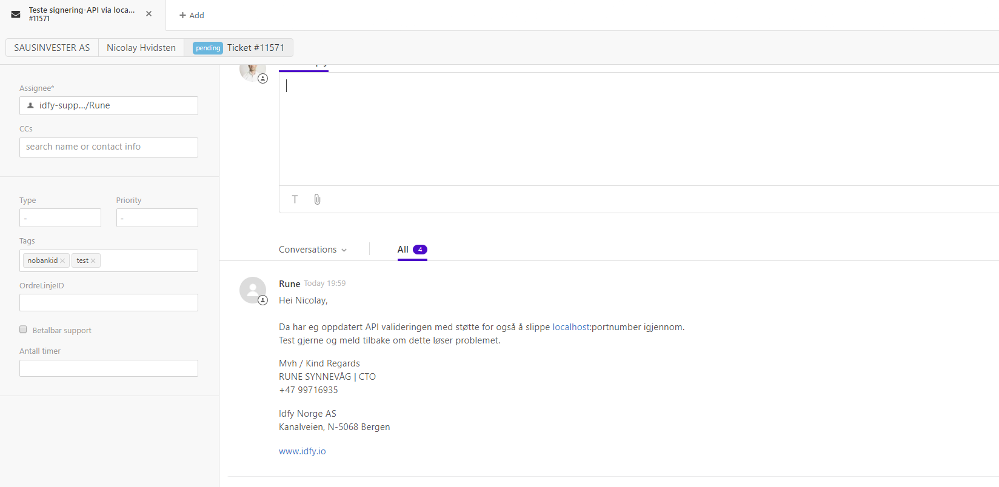 Teste signering-API via loca...
#11571
Add
SAUSINVESTER AS
Nicolay Hvidsten
pending Ticket #11571
Assignee*
idfy-supp.../Rune
CCs
search name or contact info
Type
Priority
-
-
Tags
nobankid
test
OrdreLinjeID
Betalbar support
Antall timer
T
Conversations
All 4
Rune Today 19:59
Hei Nicolay,
Da har eg oppdatert API valideringen med støtte for også å slippe localhost:portnumber igjennom.
Test gjerne og meld tilbake om dette løser problemet.
Mvh / Kind Regards
RUNE SYNNEVÅG | CTO
+47 99716935
Idfy Norge AS
Kanalveien, N-5068 Bergen
www.idfy.io